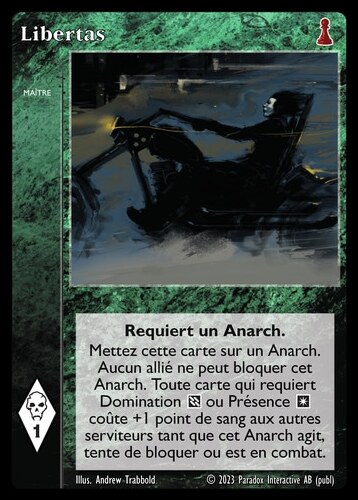 Libertas
MAÎTRE
Requiert un Anarch.
Mettez cette carte sur un Anarch.
Aucun allié ne peut bloquer cet
Anarch. Toute carte qui requiert
Domination ou Présence
coûte +1 point de sang aux autres
serviteurs tant que cet Anarch agit,
tente de bloquer ou est en combat.
1
Illus. Andrew Trabbold © 2023 Paradox Interactive AB (publ)